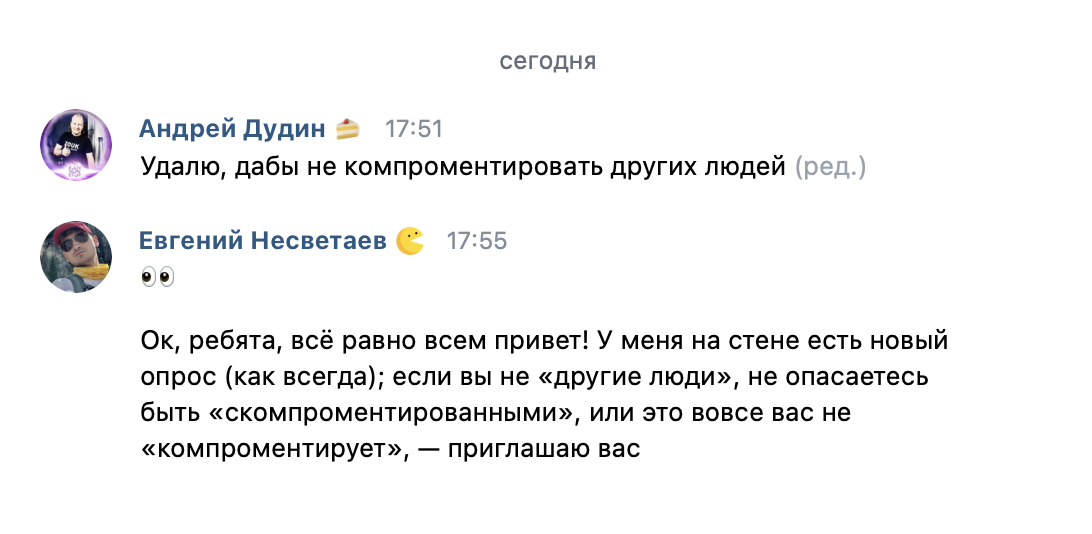 сегодня
Андрей Дудин 🍰 17:51
Удалю, дабы не компроментировать других людей (ред.)
Евгений Несветаев 17:55
👀
Ок, ребята, всё равно всем привет! У меня на стене есть новый
опрос (как всегда); если вы не «другие люди», не опасаетесь
быть «скомпроментированными», или это вовсе вас не
«компроментирует», — приглашаю вас